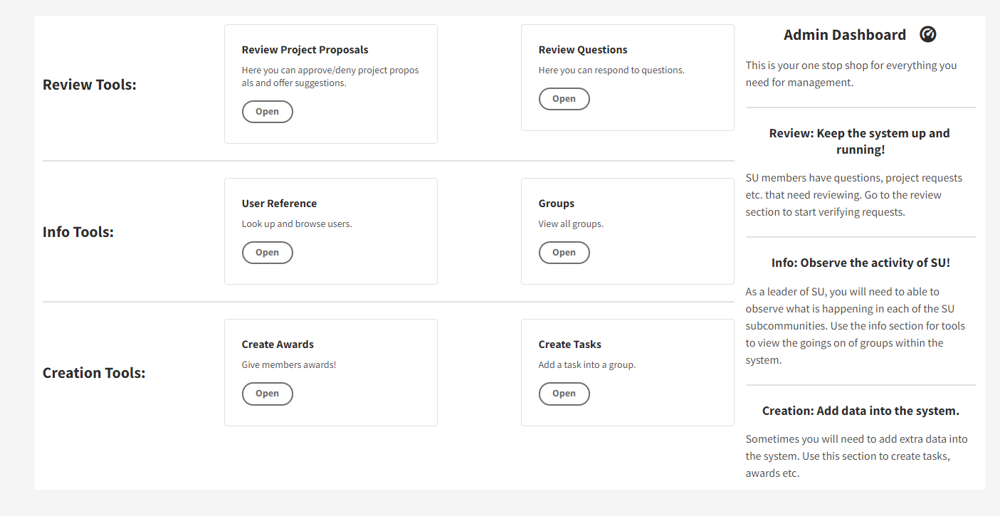 Review Tools:
Review Project Proposals
Here you can approve/deny project propos
als and offer suggestions.
Open
Review Questions
Here you can respond to questions.
Open
Info Tools:
User Reference
Look up and browse users.
Open
Groups
View all groups.
Open
Creation Tools:
Create Awards
Give members awards!
Open
Create Tasks
Add a task into a group.
Open
Admin Dashboard
This is your one stop shop for everything you
need for management.
Review: Keep the system up and
running!
SU members have questions, project requests
etc. that need reviewing. Go to the review
section to start verifying requests.
Info: Observe the activity of SU!
As a leader of SU, you will need to able to
observe what is happening in each of the SU
subcommunities. Use the info section for tools
to view the goings on of groups within the
system.
Creation: Add data into the system.
Sometimes you will need to add extra data into
the system. Use this section to create tasks,
awards etc.